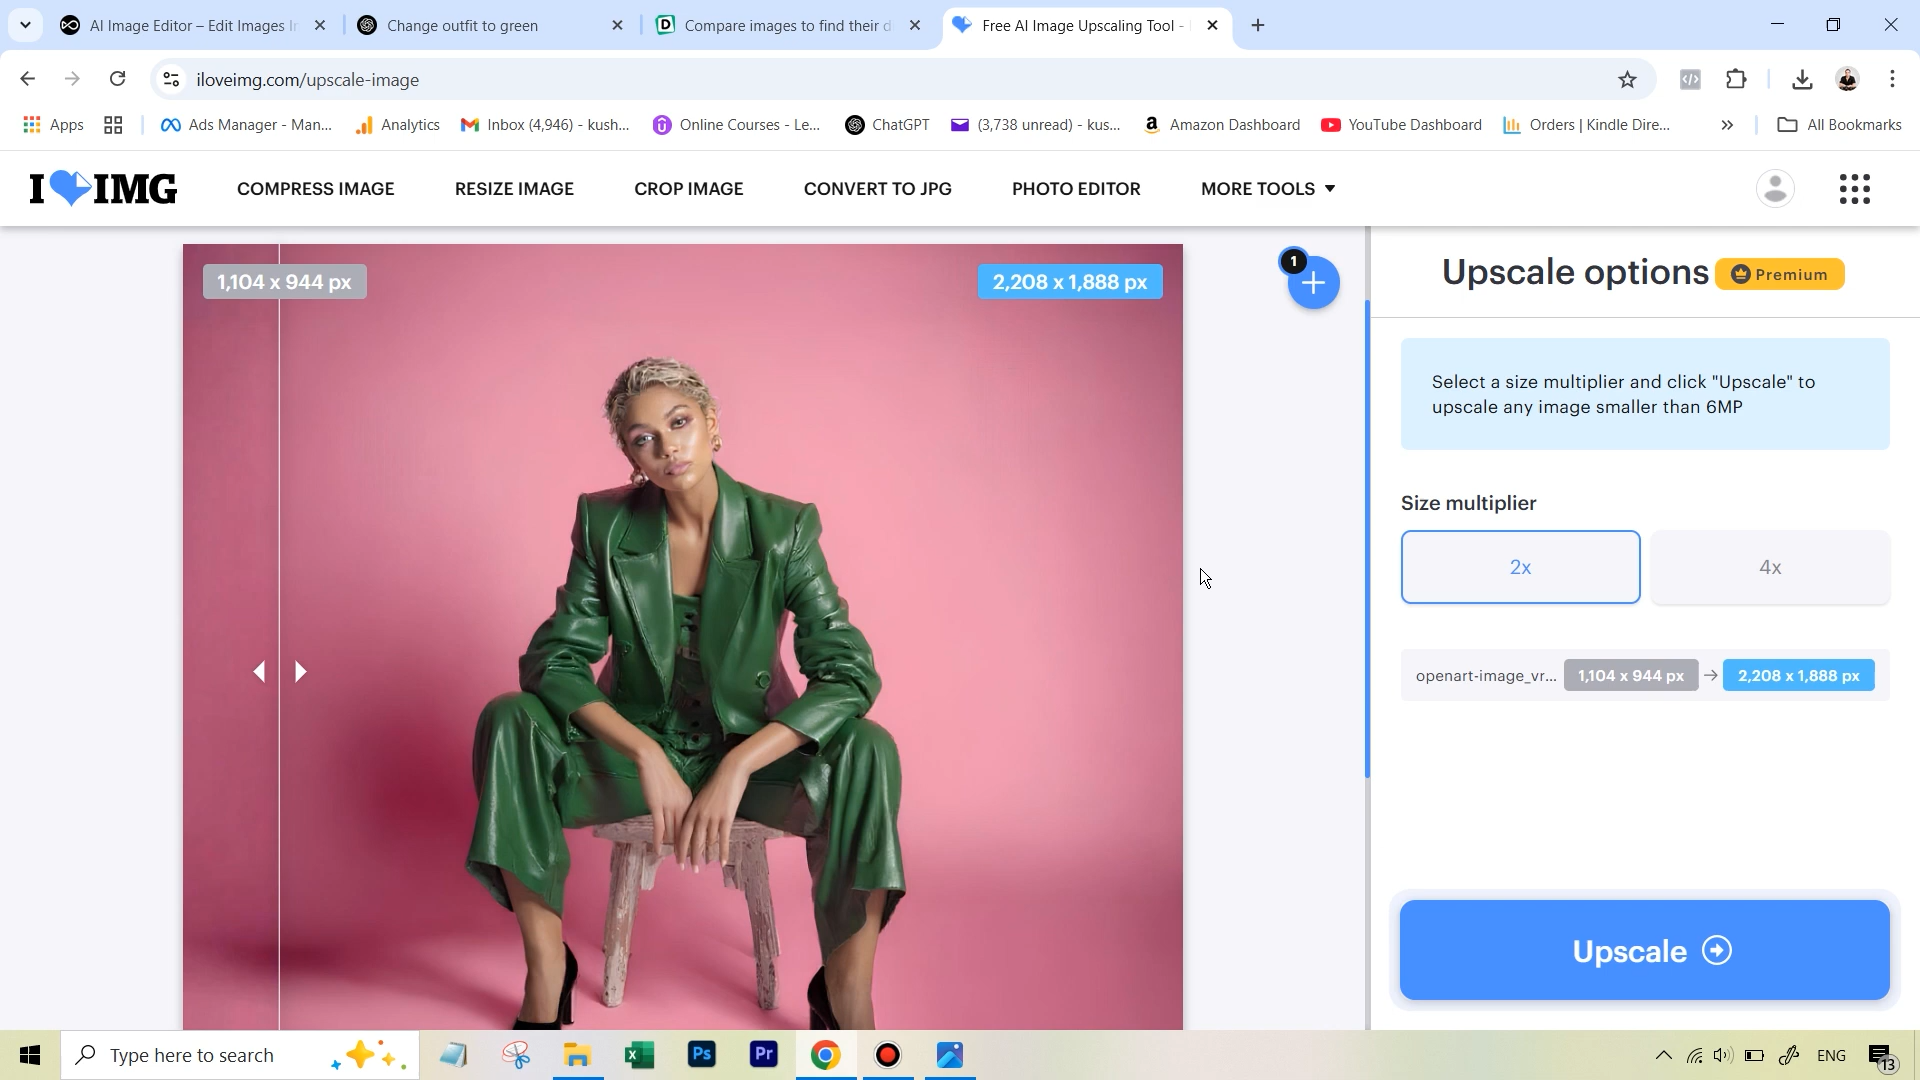 AI Image Editor – Edit Images In
Change outfit to green
Compare images to find their d
Free AI Image Upscaling Tool -
iloveimg.com/upscale-image
Apps
Ads Manager - Man...
Analytics
Inbox (4,946) - kush...
Online Courses - Le...
ChatGPT
(3,738 unread) - kus...
Amazon Dashboard
YouTube Dashboard
Orders | Kindle Dire...
All Bookmarks
I IMG
COMPRESS IMAGE
RESIZE IMAGE
CROP IMAGE
CONVERT TO JPG
PHOTO EDITOR
MORE TOOLS
1,104 x 944 px
2,208 x 1,888 px
1
Upscale options
Premium
Select a size multiplier and click "Upscale" to
upscale any image smaller than 6MP
Size multiplier
2x
4x
openart-image_vr...
1,104 x 944 px
2,208 x 1,888 px
Upscale
Type here to search
Ps
Pr
ENG
13